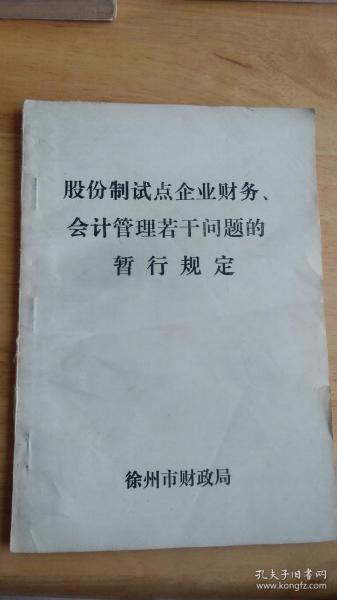 股份制试点企业财务、
会计管理若干问题的
暂行规定
徐州市财政局
孔夫子旧书网
www.kongfz.com